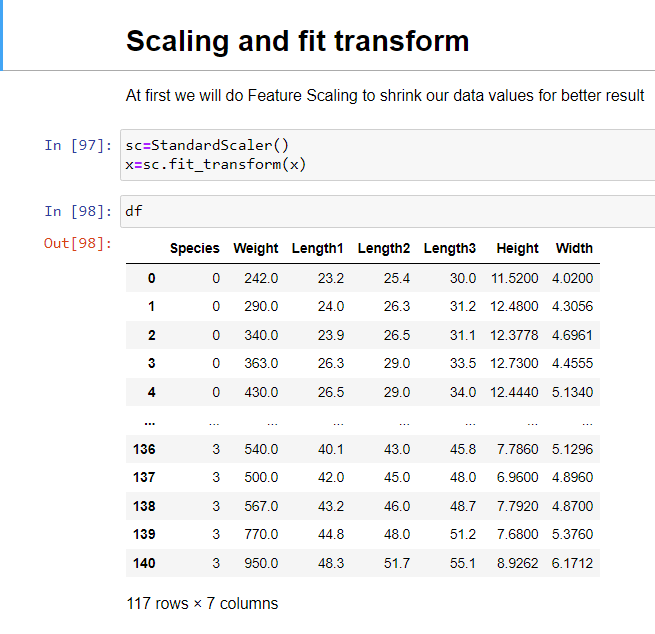 Scaling and fit transform
At first we will do Feature Scaling to shrink our data values for better result
In [97]: sc=StandardScaler()
x=sc.fit_transform(x)
In [98]: df
Out[98]:
Species Weight Length1 Length2 Length3 Height Width
0 0 242.0 23.2 25.4 30.0 11.5200 4.0200
1 0 290.0 24.0 26.3 31.2 12.4800 4.3056
2 0 340.0 23.9 26.5 31.1 12.3778 4.6961
3 0 363.0 26.3 29.0 33.5 12.7300 4.4555
4 0 430.0 26.5 29.0 34.0 12.4440 5.1340
... ... ... ... ... ... ... ...
136 3 540.0 40.1 43.0 45.8 7.7860 5.1296
137 3 500.0 42.0 45.0 48.0 6.9600 4.8960
138 3 567.0 43.2 46.0 48.7 7.7920 4.8700
139 3 770.0 44.8 48.0 51.2 7.6800 5.3760
140 3 950.0 48.3 51.7 55.1 8.9262 6.1712
117 rows × 7 columns